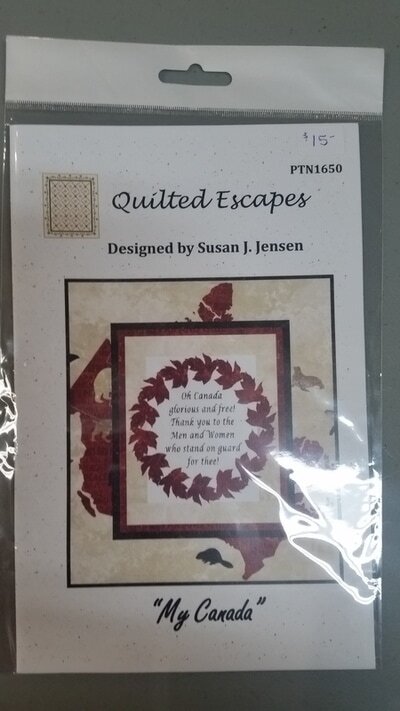 $15-
PTN1650
Quilted Escapes
Designed by Susan J. Jensen
Oh Canada
glorious and free!
Thank you to the
Men and Women
who stand on guard
for thee!
"My Canada"